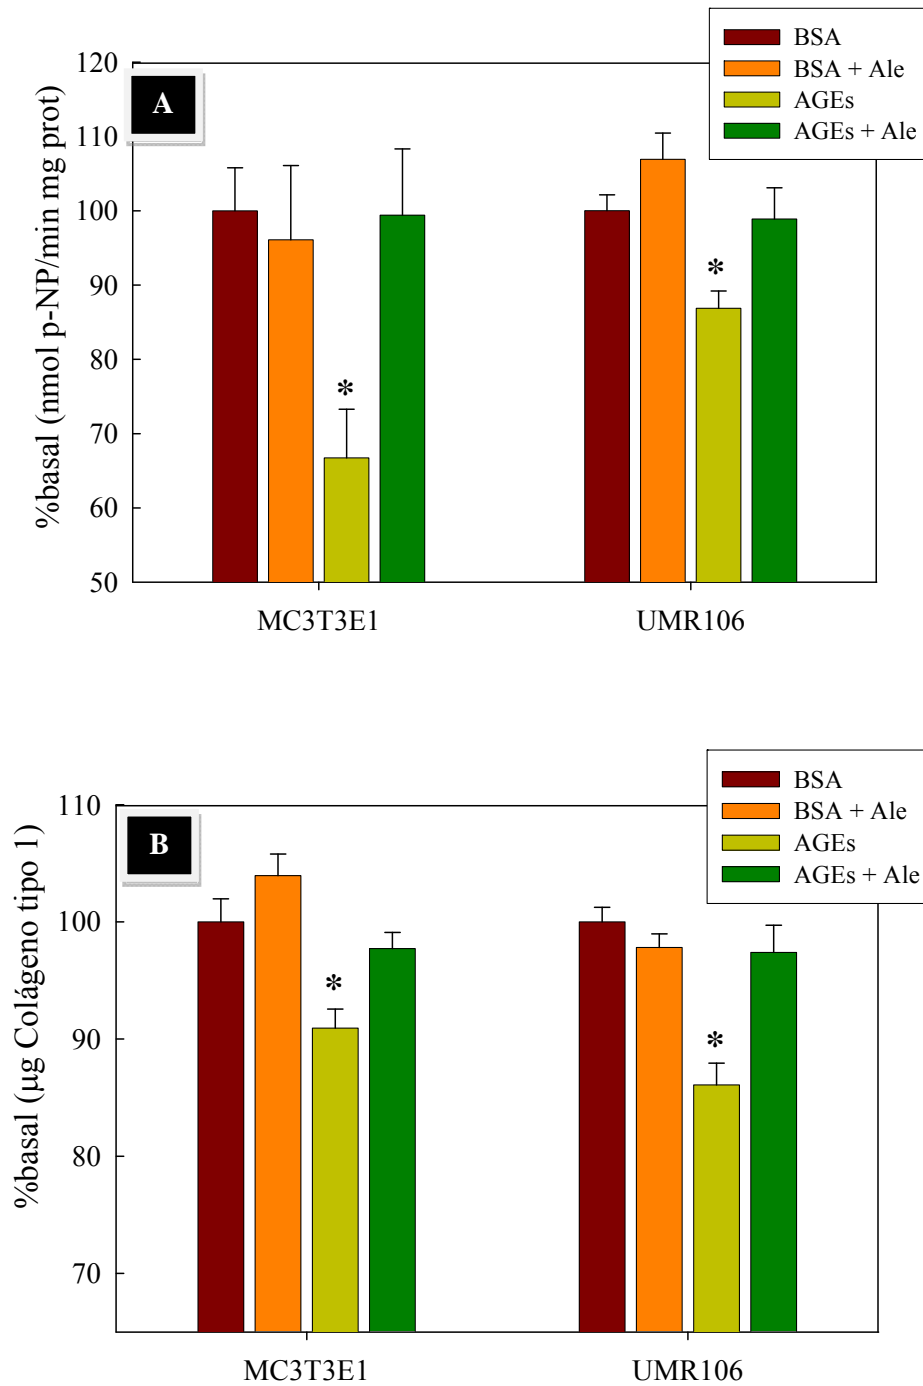 BSA
BSA + Ale
AGEs
AGEs + Ale
A
%basal (nmol p-NP/min mg prot)
120
110
100
90
80
70
60
50
*
*
MC3T3E1
UMR106
BSA
BSA + Ale
AGEs
AGEs + Ale
B
%basal (µg Colágeno tipo 1)
110
100
90
80
70
*
*
MC3T3E1
UMR106